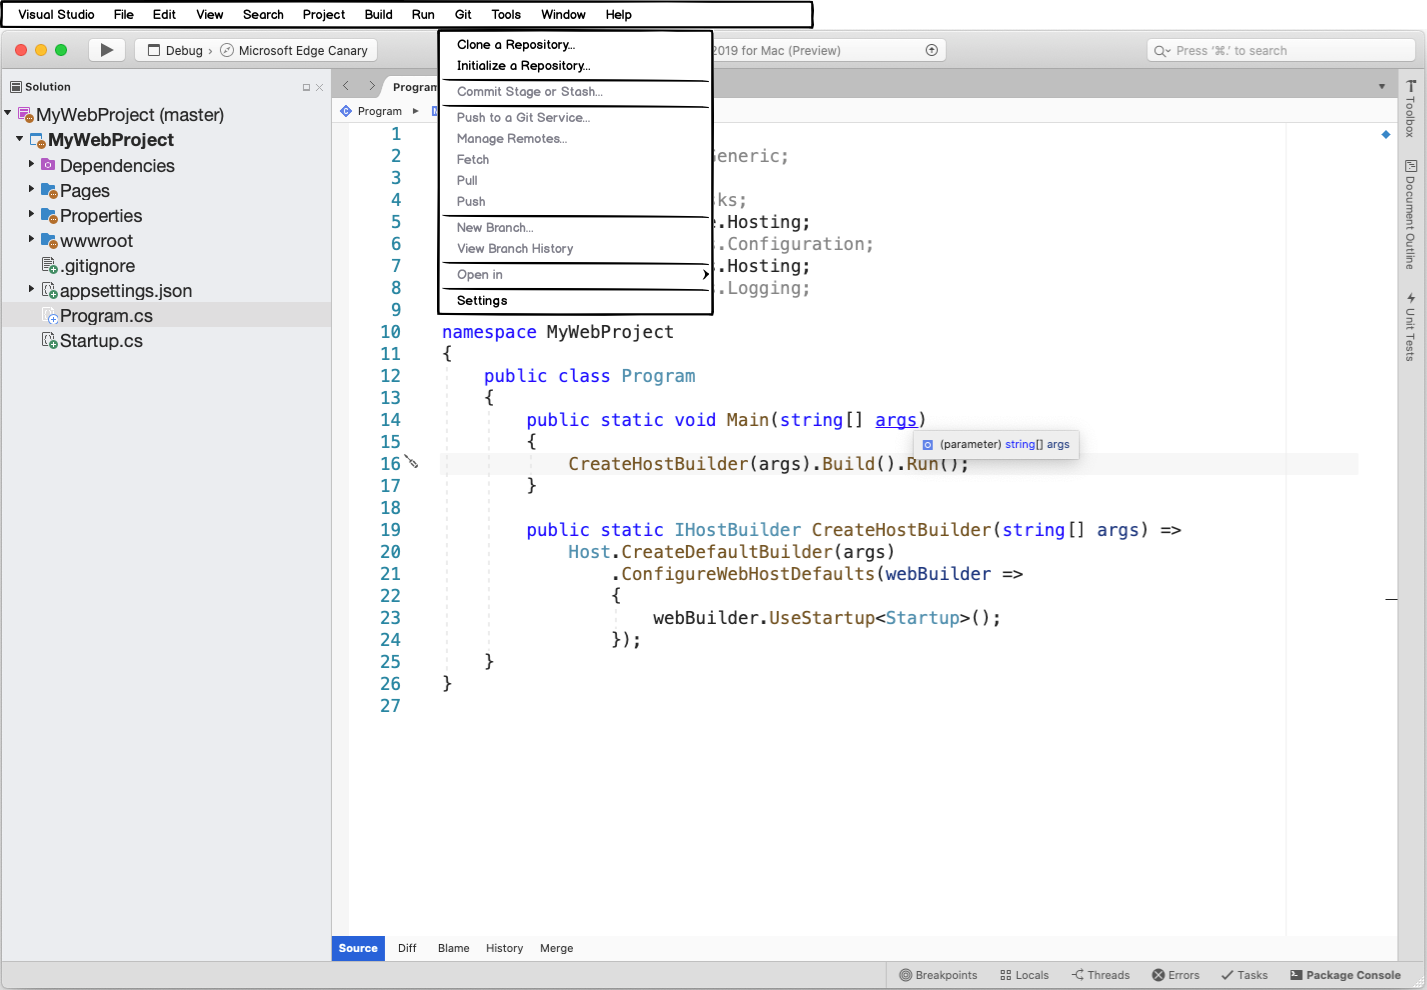 Visual Studio File Edit View Search Project Build Run Git Tools Window Help
Debug › Microsoft Edge Canary
2019 for Mac (Preview)
Press '⌘.' to search
Clone a Repository...
Initialize a Repository...
Commit Stage or Stash...
Push to a Git Service...
Manage Remotes...
Fetch
Pull
Push
New Branch...
View Branch History
Open in
Settings
Solution
MyWebProject (master)
MyWebProject
Dependencies
Pages
Properties
wwwroot
.gitignore
appsettings.json
Program.cs
Startup.cs
Program
Program
1
2 Generic;
3
4 ks;
5 .Hosting;
6 .Configuration;
7 .Hosting;
8 .Logging;
9
10 namespace MyWebProject
11 {
12 public class Program
13 {
14 public static void Main(string[] args)
15 {
(parameter) string[] args
16 CreateHostBuilder(args).Build().Run();
17 }
18
19 public static IHostBuilder CreateHostBuilder(string[] args) =>
20 Host.CreateDefaultBuilder(args)
21 .ConfigureWebHostDefaults(webBuilder =>
22 {
23 webBuilder.UseStartup<Startup>();
24 });
25 }
26 }
27
Toolbox
Document Outline
Unit Tests
Source Diff Blame History Merge
Breakpoints Locals Threads Errors Tasks Package Console